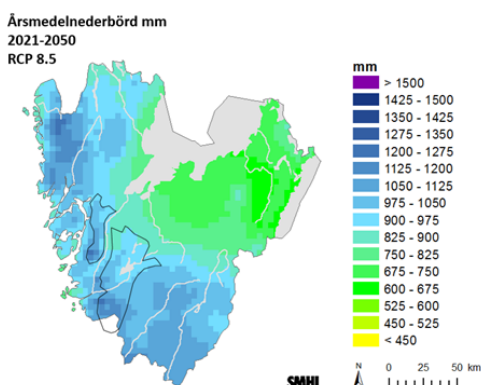 Årsmedelnederbörd mm
2021-2050
RCP 8.5
mm
> 1500
1425 - 1500
1350 - 1425
1275 - 1350
1200 - 1275
1125 - 1200
1050 - 1125
975 - 1050
900 - 975
825 - 900
750 - 825
675 - 750
600 - 675
525 - 600
450 - 525
< 450
SMHI
N
0 25 50 km